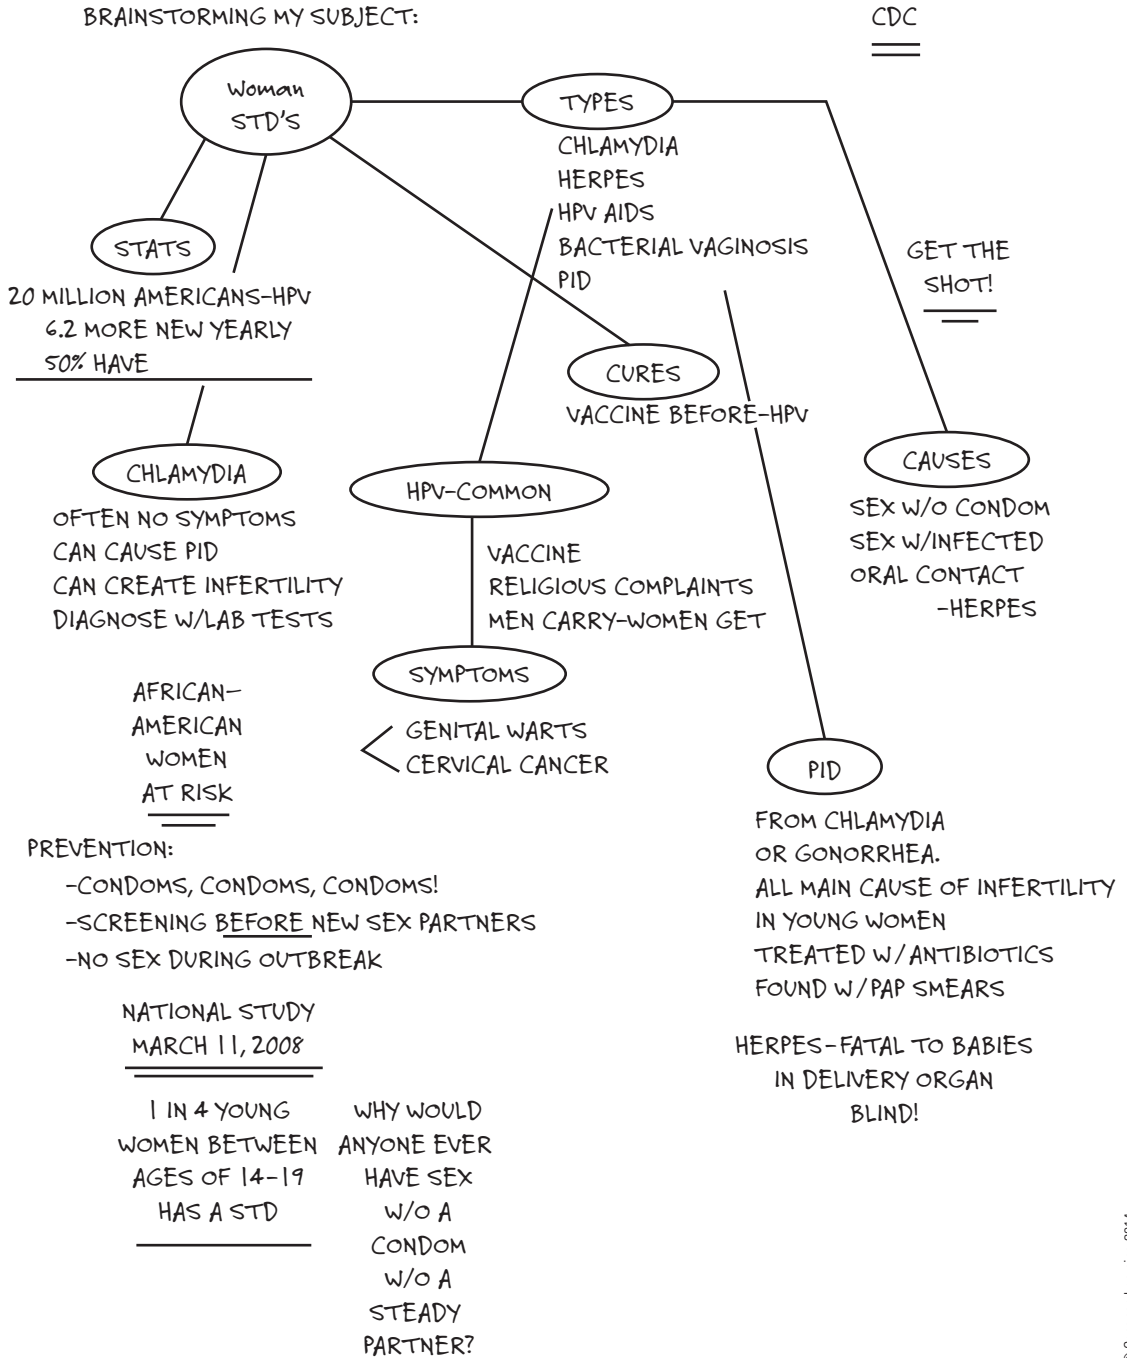 BRAINSTORMING MY SUBJECT:
CDC
Woman
STD'S
TYPES
CHLAMYDIA
HERPES
HPV AIDS
BACTERIAL VAGINOSIS
PID
STATS
20 MILLION AMERICANS-HPV
6.2 MORE NEW YEARLY
50% HAVE
GET THE
SHOT!
CURES
VACCINE BEFORE-HPV
CHLAMYDIA
OFTEN NO SYMPTOMS
CAN CAUSE PID
CAN CREATE INFERTILITY
DIAGNOSE W/LAB TESTS
HPV-COMMON
VACCINE
RELIGIOUS COMPLAINTS
MEN CARRY-WOMEN GET
CAUSES
SEX W/O CONDOM
SEX W/INFECTED
ORAL CONTACT
-HERPES
SYMPTOMS
GENITAL WARTS
CERVICAL CANCER
AFRICAN-
AMERICAN
WOMEN
AT RISK
PID
FROM CHLAMYDIA
OR GONORRHEA.
ALL MAIN CAUSE OF INFERTILITY
IN YOUNG WOMEN
TREATED W/ANTIBIOTICS
FOUND W/PAP SMEARS
PREVENTION:
-CONDOMS, CONDOMS, CONDOMS!
-SCREENING BEFORE NEW SEX PARTNERS
-NO SEX DURING OUTBREAK
HERPES-FATAL TO BABIES
IN DELIVERY ORGAN
BLIND!
NATIONAL STUDY
MARCH 11, 2008
1 IN 4 YOUNG
WOMEN BETWEEN
AGES OF 14-19
HAS A STD
WHY WOULD
ANYONE EVER
HAVE SEX
W/O A
CONDOM
W/O A
STEADY
PARTNER?